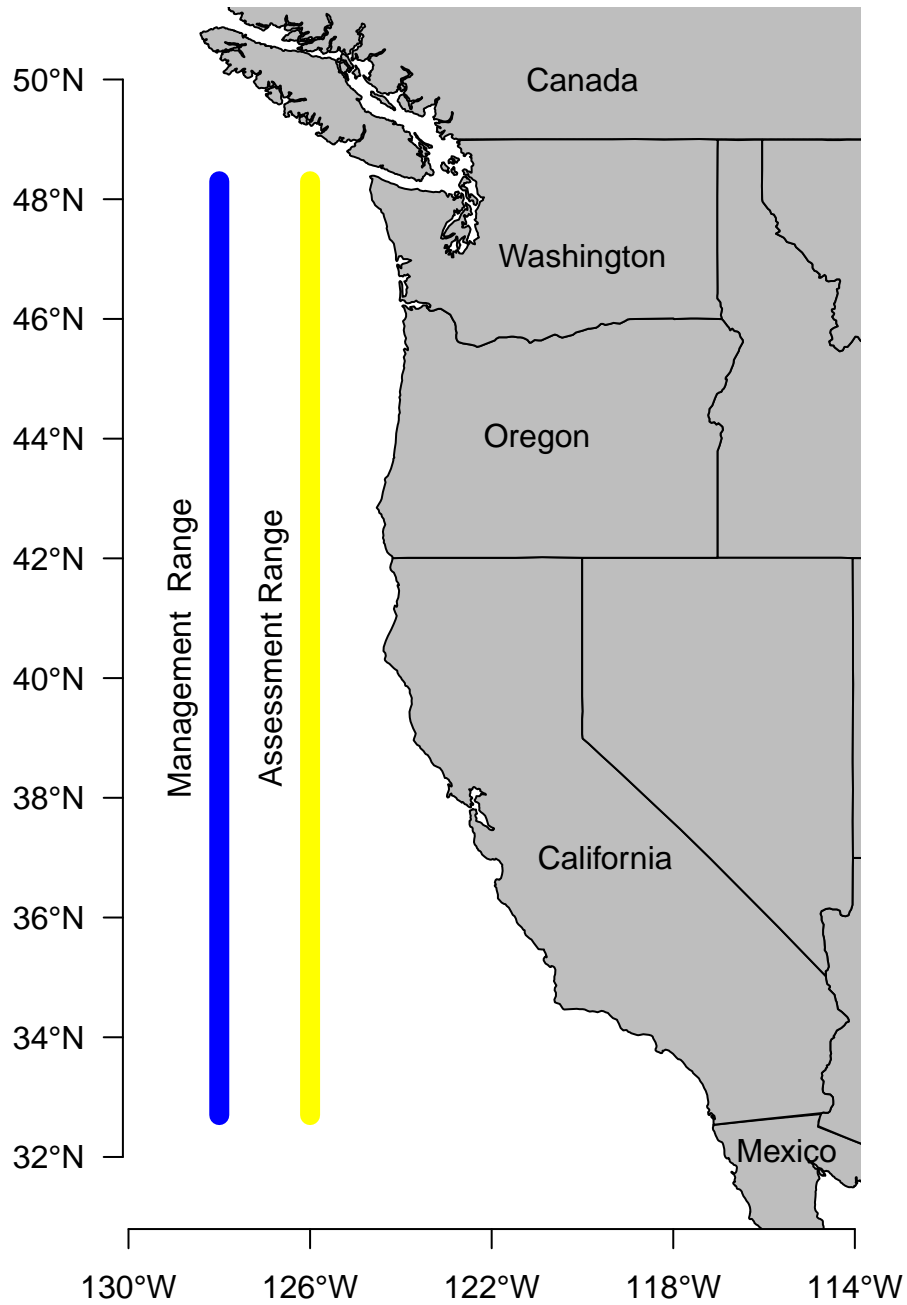 50°N
Canada
48°N
Washington
46°N
44°N
Oregon
42°N
Management  Range
Assessment Range
40°N
38°N
California
36°N
34°N
32°N
Mexico
130°W
126°W
122°W
118°W
114°W